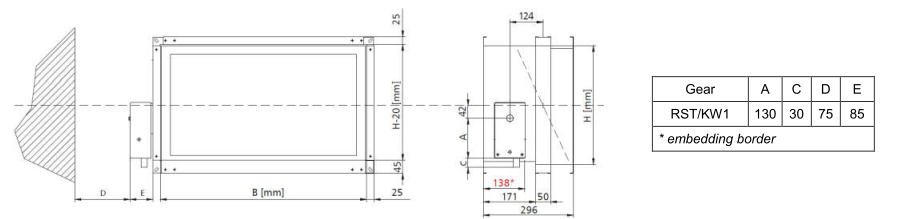 25
H-20 [mm]
45
D
E
B [mm]
25
124
42
A
C
H [mm]
138*
171
50
296
Gear A C D E
RST/KW1 130 30 75 85
* embedding border